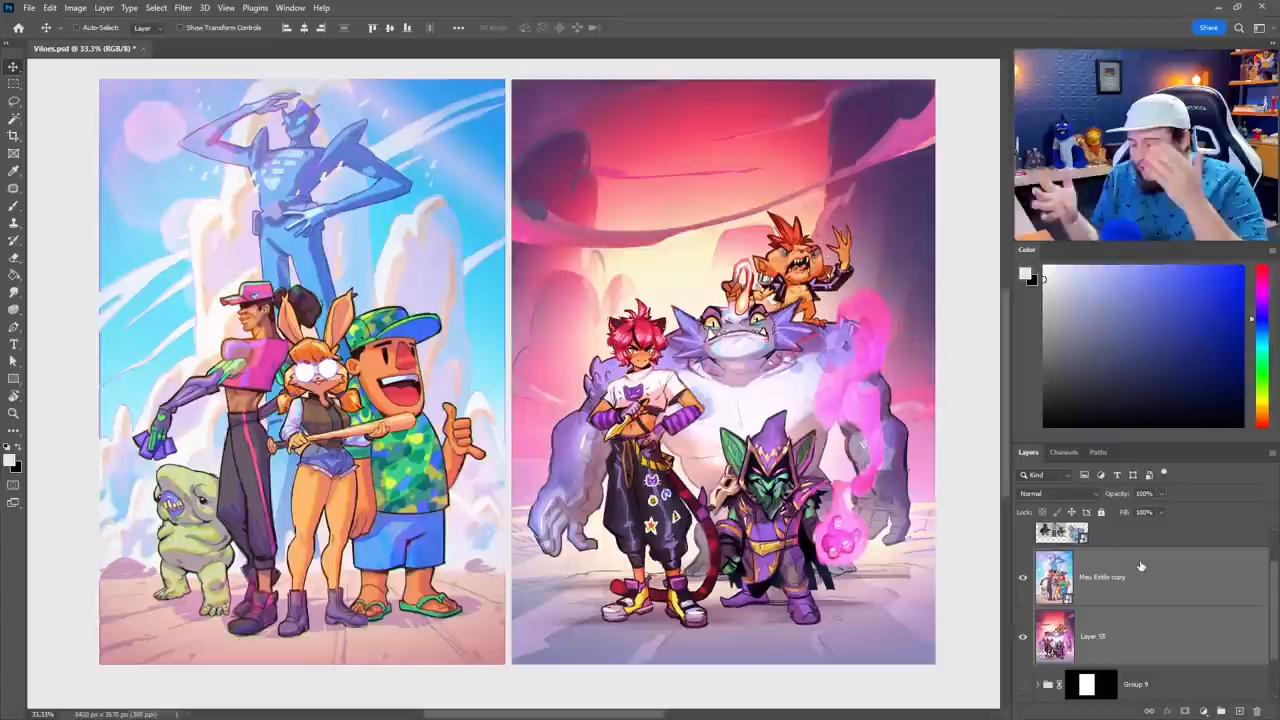 Ps File Edit Image Layer Type Select Filter 3D View Plugins Window Help
Auto-Select: Layer Show Transform Controls Share
Viloes.psd @ 33.3% (RGB/8) *
Color
Layers Channels Paths
Kind
Normal Opacity: 100%
Lock: Fill: 100%
Meu Estilo copy
Layer 55
Group 9
33.33%